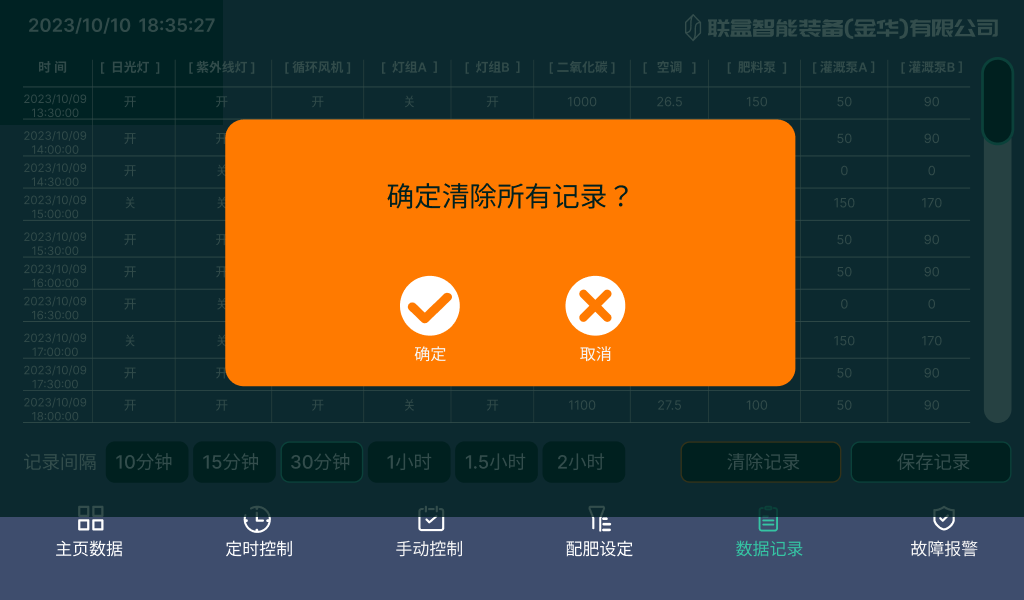 2023/10/10 18:35:27
联盒智能装备(金华)有限公司
时 间 [ 日光灯 ] [ 紫外线灯 ] [ 循环风机 ] [ 灯组A ] [ 灯组B ] [ 二氧化碳 ] [ 空调 ] [ 肥料泵 ] [ 灌溉泵A ] [ 灌溉泵B ]
2023/10/09 13:30:00 开 开 开 关 开 1000 26.5 150 50 90
2023/10/09 14:00:00 开 开 50 90
2023/10/09 14:30:00 开 关 0 0
2023/10/09 15:00:00 关 关 150 170
2023/10/09 15:30:00 开 开 50 90
2023/10/09 16:00:00 开 开 50 90
2023/10/09 16:30:00 开 关 0 0
2023/10/09 17:00:00 关 关 150 170
2023/10/09 17:30:00 开 开 50 90
2023/10/09 18:00:00 开 开 开 关 开 1100 27.5 100 50 90
确定清除所有记录？
确定 取消
记录间隔 10分钟 15分钟 30分钟 1小时 1.5小时 2小时 清除记录 保存记录
主页数据 定时控制 手动控制 配肥设定 数据记录 故障报警